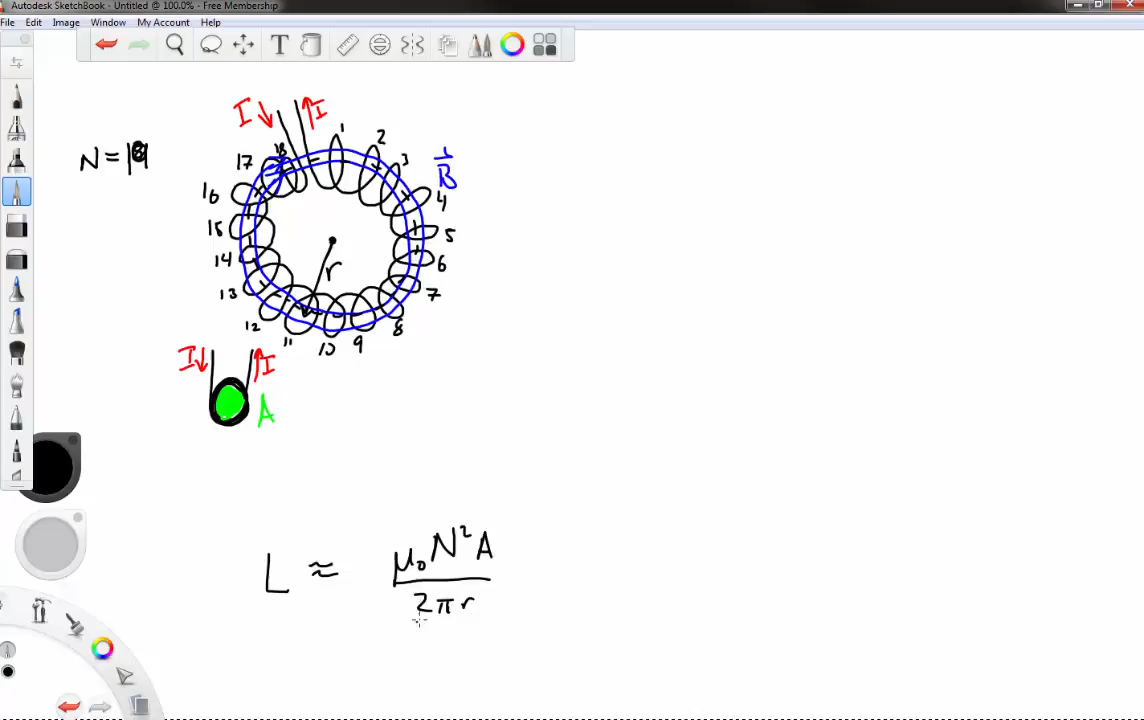 Autodesk SketchBook - Untitled @ 100.0% - Free Membership
File Edit Image Window My Account Help
T
I I
N =
1 2 3 4 5 6 7 8 9 10 11 12 13 14 15 16 17 18
B
r
I I
A
L ≈ μ₀N²A
2πr